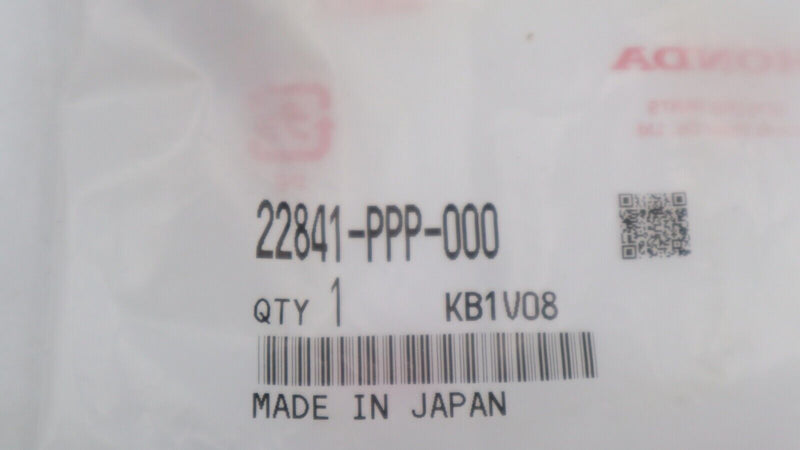 HONDA
22841-PPP-000
QTY 1 KB1V08
MADE IN JAPAN